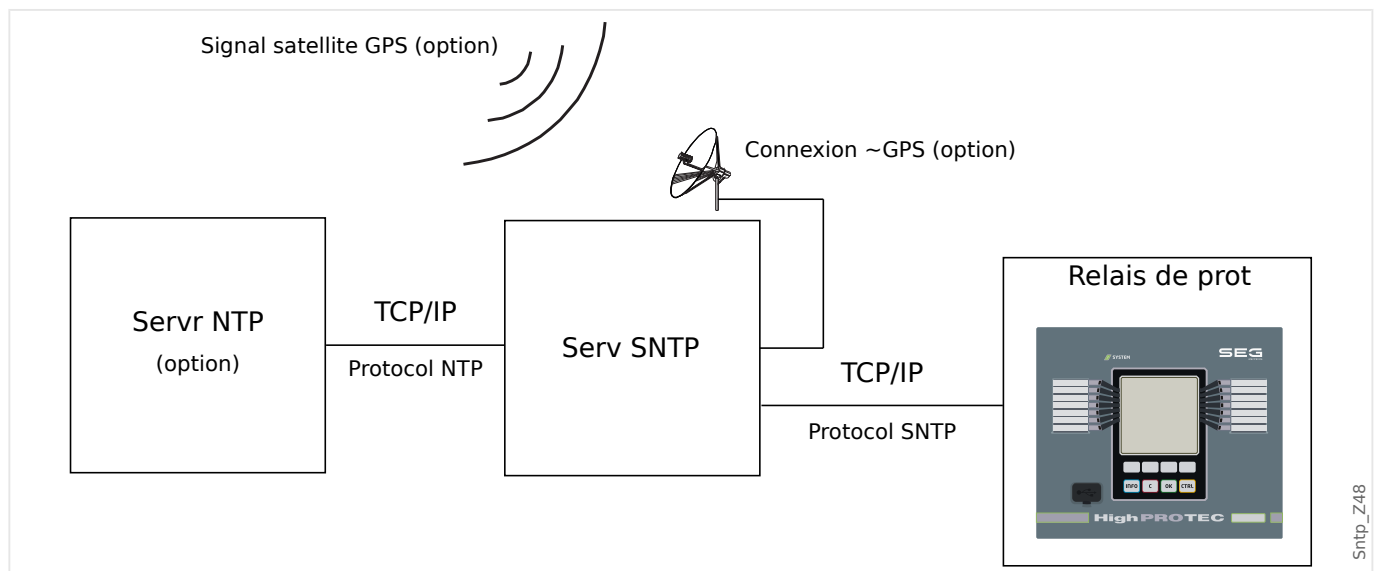 Signal satellite GPS (option)
Connexion ~GPS (option)
Servr NTP
(option)
TCP/IP
Protocol NTP
Serv SNTP
TCP/IP
Protocol SNTP
Relais de prot
SYSTEM
SEG
INFO
C
OK
CTRL
HighPROTEC
Sntp_Z48